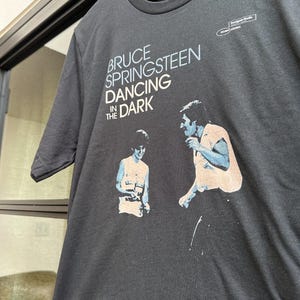 BRUCE
SPRINGSTEEN
DANCING
IN THE DARK